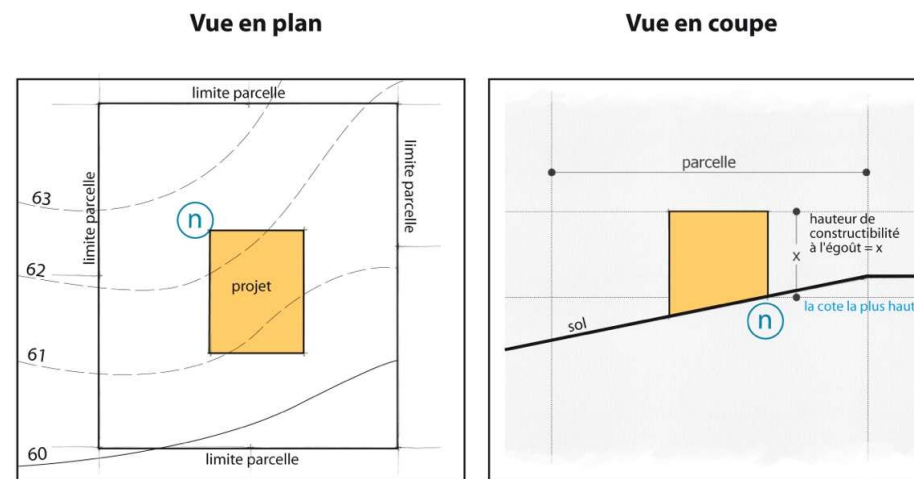 Vue en plan
Vue en coupe
limite parcelle
limite parcelle
limite parcelle
63
n
62
projet
61
60
limite parcelle
parcelle
hauteur de
constructibilité
à l'égoût = x
x
la cote la plus haut
sol
n